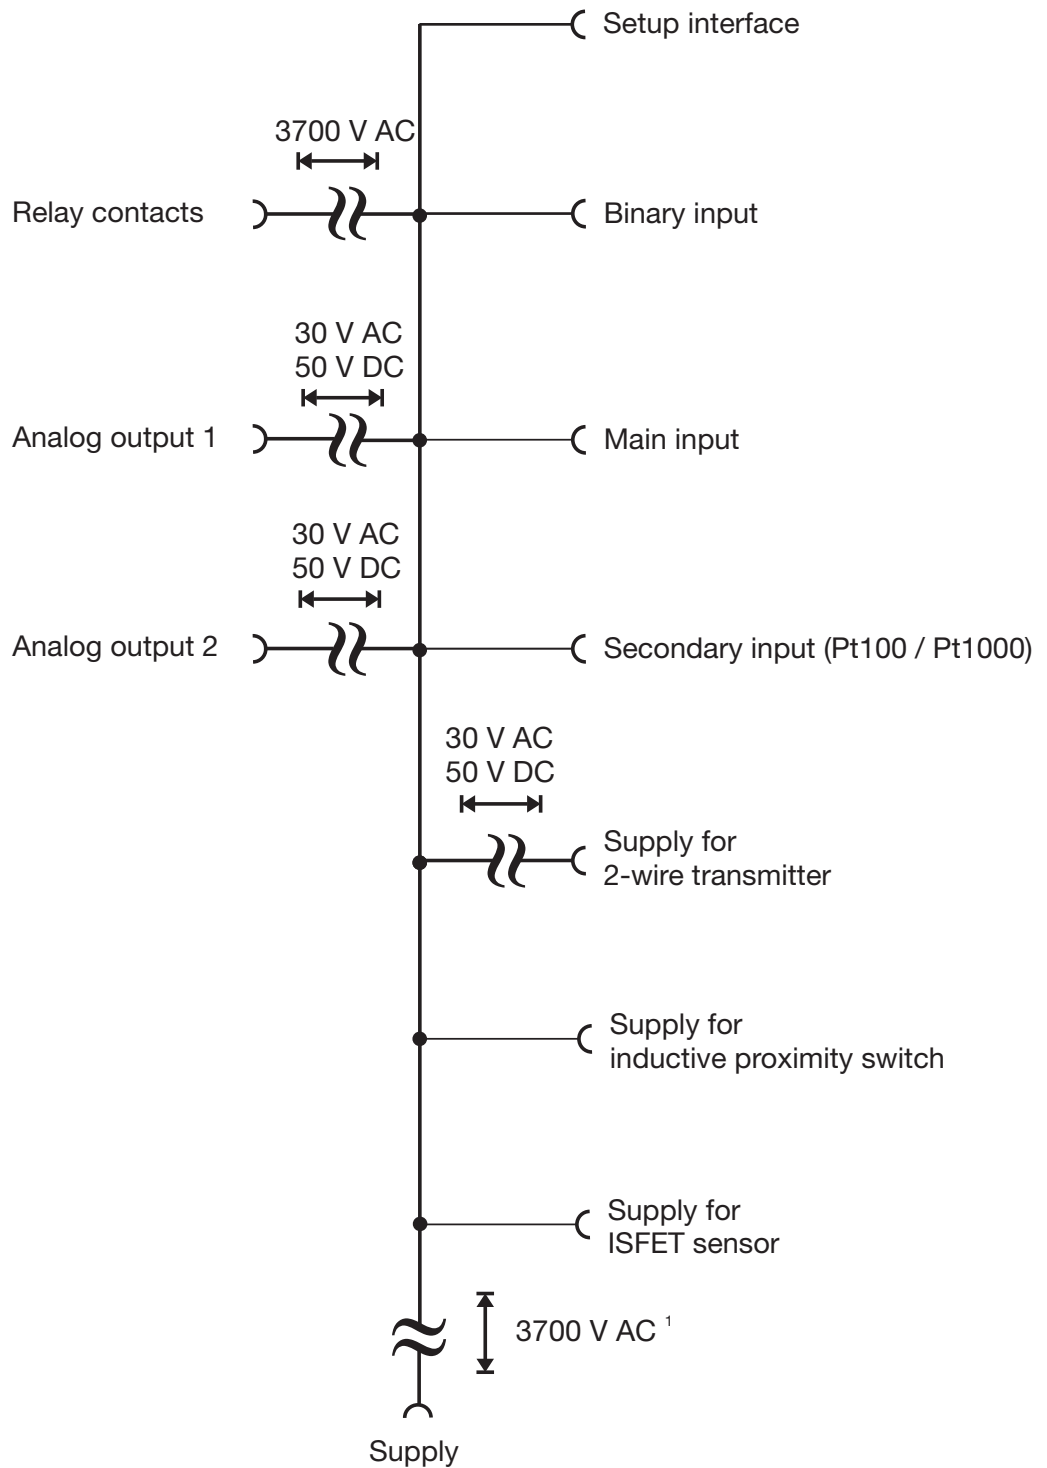 Setup interface
3700 V AC
Relay contacts
Binary input
30 V AC
50 V DC
Analog output 1
Main input
30 V AC
50 V DC
Analog output 2
Secondary input (Pt100 / Pt1000)
30 V AC
50 V DC
Supply for
2-wire transmitter
Supply for
inductive proximity switch
Supply for
ISFET sensor
3700 V AC 1
Supply